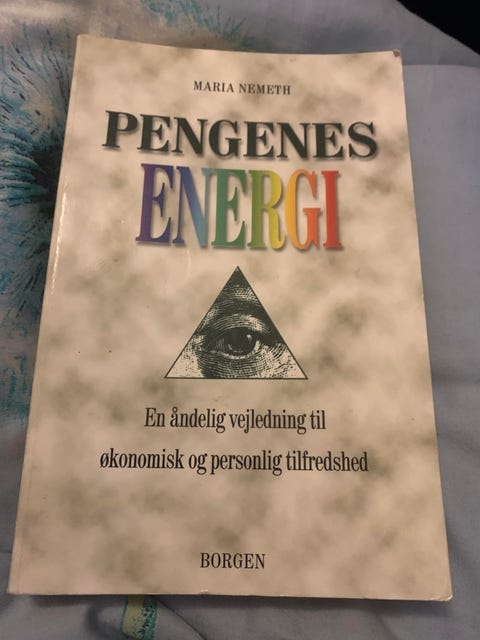 MARIA NEMETH
PENGENES
ENERGI
En åndelig vejledning til
økonomisk og personlig tilfredshed
BORGEN